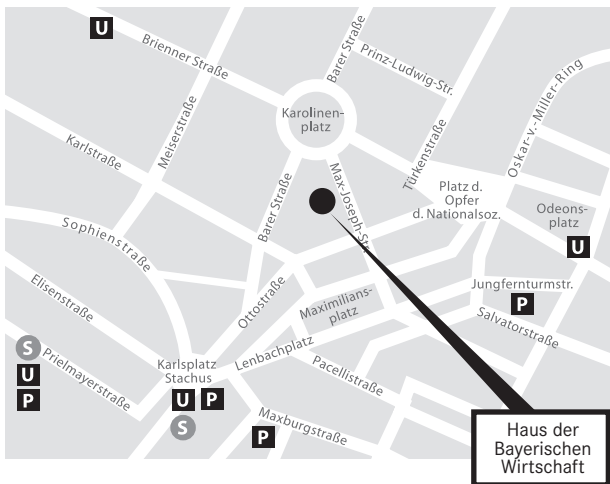 U
Brienner Straße
Barer Straße
Prinz-Ludwig-Str.
Oskar-v.-Miller-Ring
Meiserstraße
Karolinen-
platz
Karlstraße
Türkenstraße
Max-Joseph-Str.
Barer Straße
Platz d.
Opfer
d. Nationalsoz.
Odeons-
platz
U
Sophienstraße
Elisenstraße
Ottostraße
Maximilians-
platz
Jungfernturmstr.
P
Salvatorstraße
Lenbachplatz
Pacellistraße
S
U
P
Prielmayerstraße
Karlsplatz
Stachus
U P
S
Maxburgstraße
P
Haus der
Bayerischen
Wirtschaft